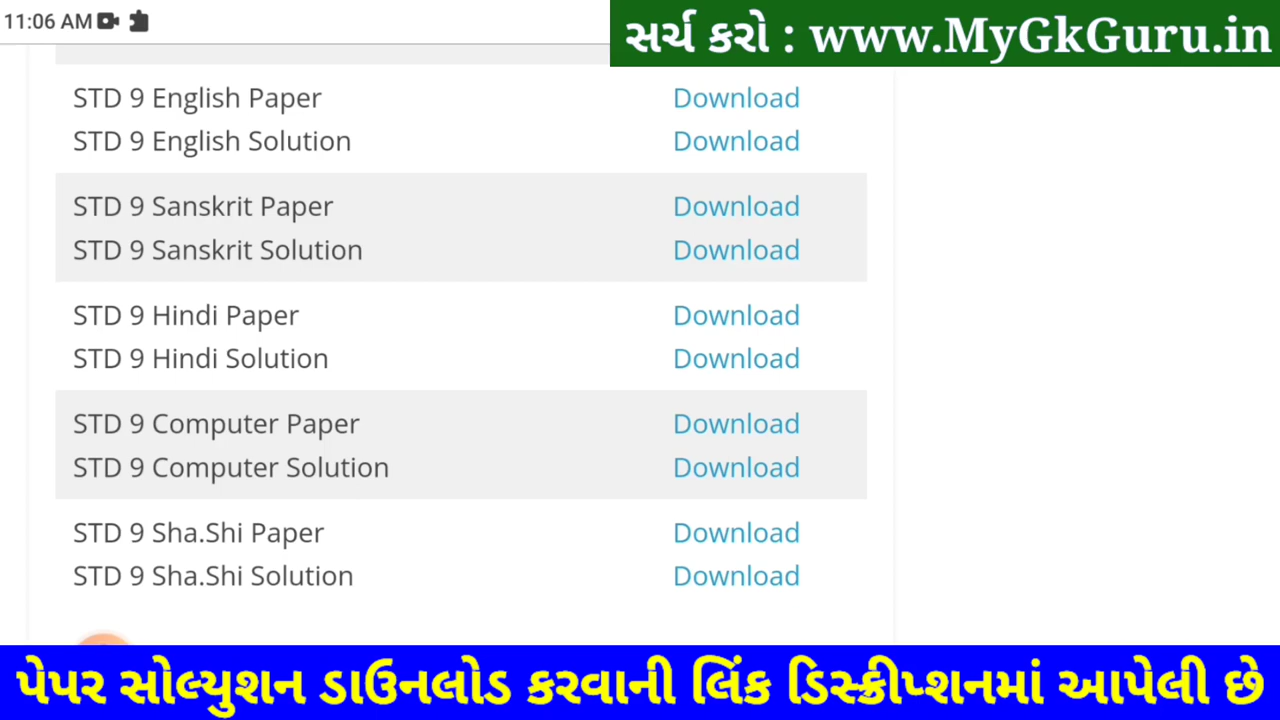 11:06 AM
સર્ચ કરો : www.MyGkGuru.in
STD 9 English Paper Download
STD 9 English Solution Download
STD 9 Sanskrit Paper Download
STD 9 Sanskrit Solution Download
STD 9 Hindi Paper Download
STD 9 Hindi Solution Download
STD 9 Computer Paper Download
STD 9 Computer Solution Download
STD 9 Sha.Shi Paper Download
STD 9 Sha.Shi Solution Download
પેપર સોલ્યુશન ડાઉનલોડ કરવાની લિંક ડિસ્ક્રીપ્શનમાં આપેલી છે